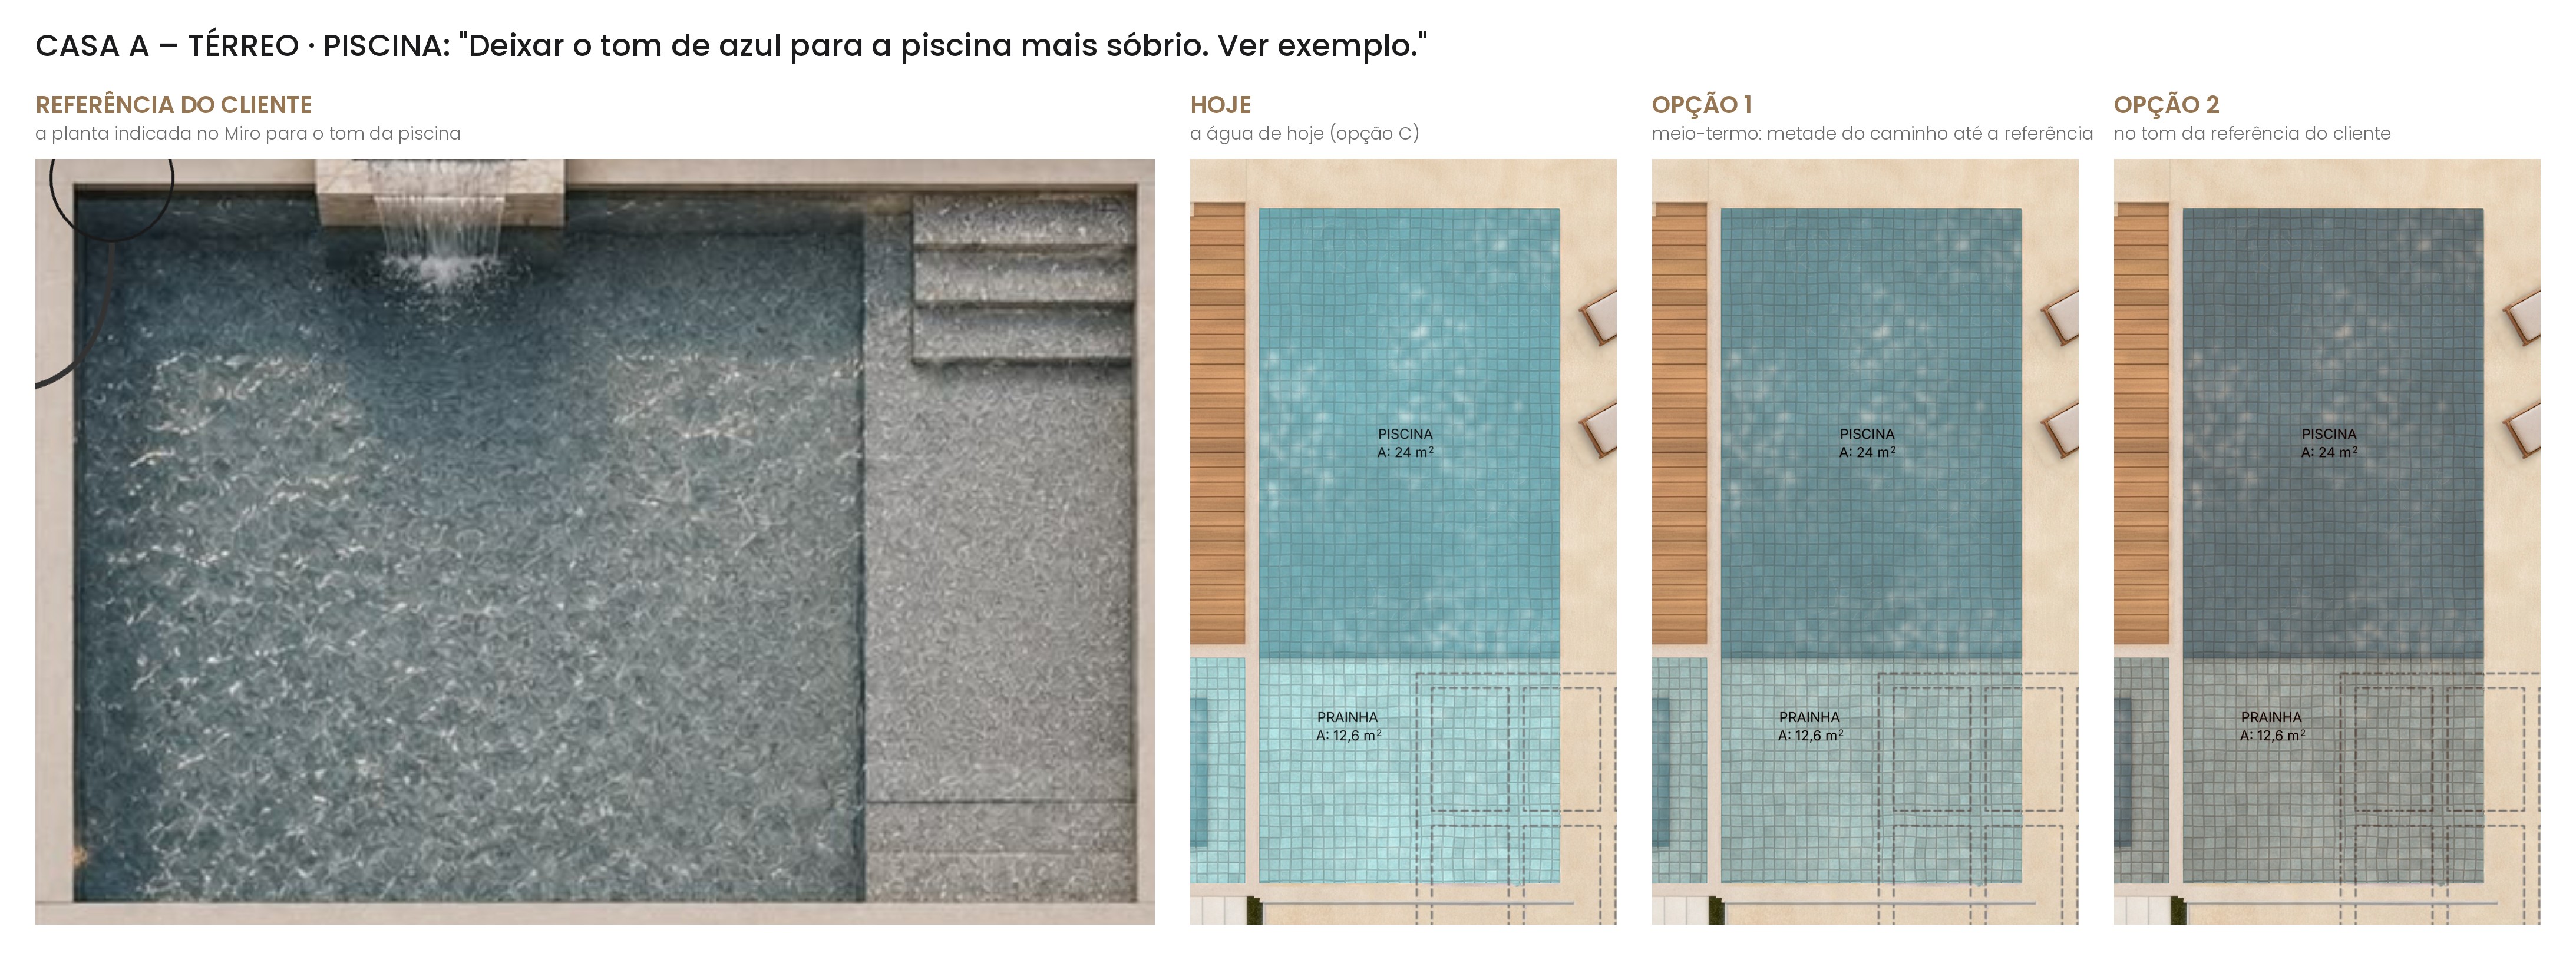 CASA A – TÉRREO · PISCINA: "Deixar o tom de azul para a piscina mais sóbrio. Ver exemplo."
REFERÊNCIA DO CLIENTE
a planta indicada no Miro para o tom da piscina
HOJE
a água de hoje (opção C)
PISCINA
A: 24 m²
PRAINHA
A: 12,6 m²
OPÇÃO 1
meio-termo: metade do caminho até a referência
PISCINA
A: 24 m²
PRAINHA
A: 12,6 m²
OPÇÃO 2
no tom da referência do cliente
PISCINA
A: 24 m²
PRAINHA
A: 12,6 m²